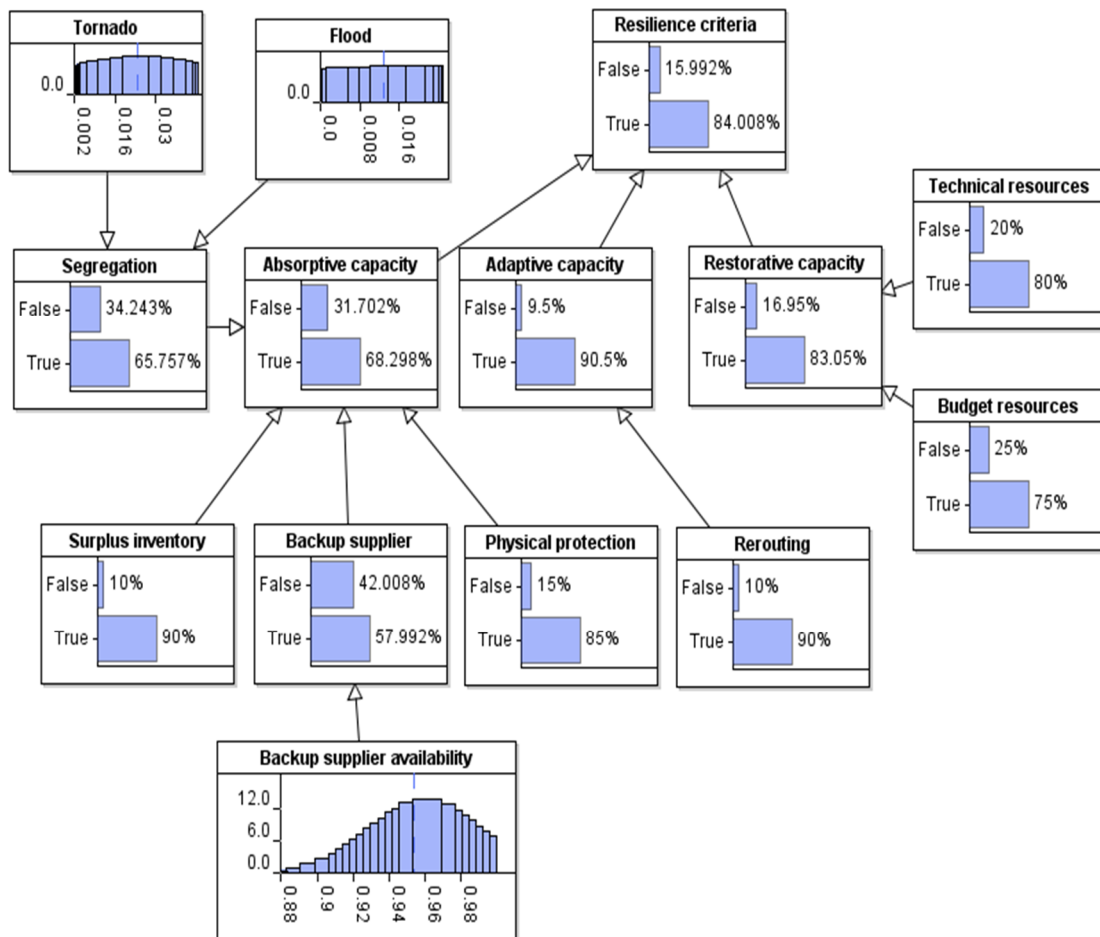 Tornado
0.0
0.002
0.016
0.03
Flood
0.0
0.0
0.008
0.016
Resilience criteria
False 15.992%
True 84.008%
Technical resources
False 20%
True 80%
Segregation
False 34.243%
True 65.757%
Absorptive capacity
False 31.702%
True 68.298%
Adaptive capacity
False 9.5%
True 90.5%
Restorative capacity
False 16.95%
True 83.05%
Budget resources
False 25%
True 75%
Surplus inventory
False 10%
True 90%
Backup supplier
False 42.008%
True 57.992%
Physical protection
False 15%
True 85%
Rerouting
False 10%
True 90%
Backup supplier availability
12.0
6.0
0.0
0.88
0.9
0.92
0.94
0.96
0.98